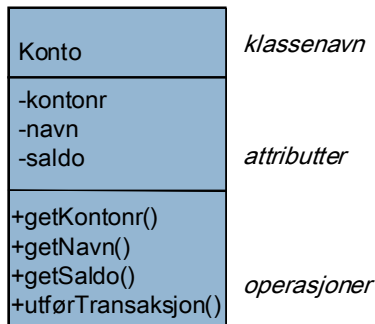 Konto
klassenavn
-kontonr
-navn
-saldo
attributter
+getKontonr()
+getNavn()
+getSaldo()
+utførTransaksjon()
operasjoner